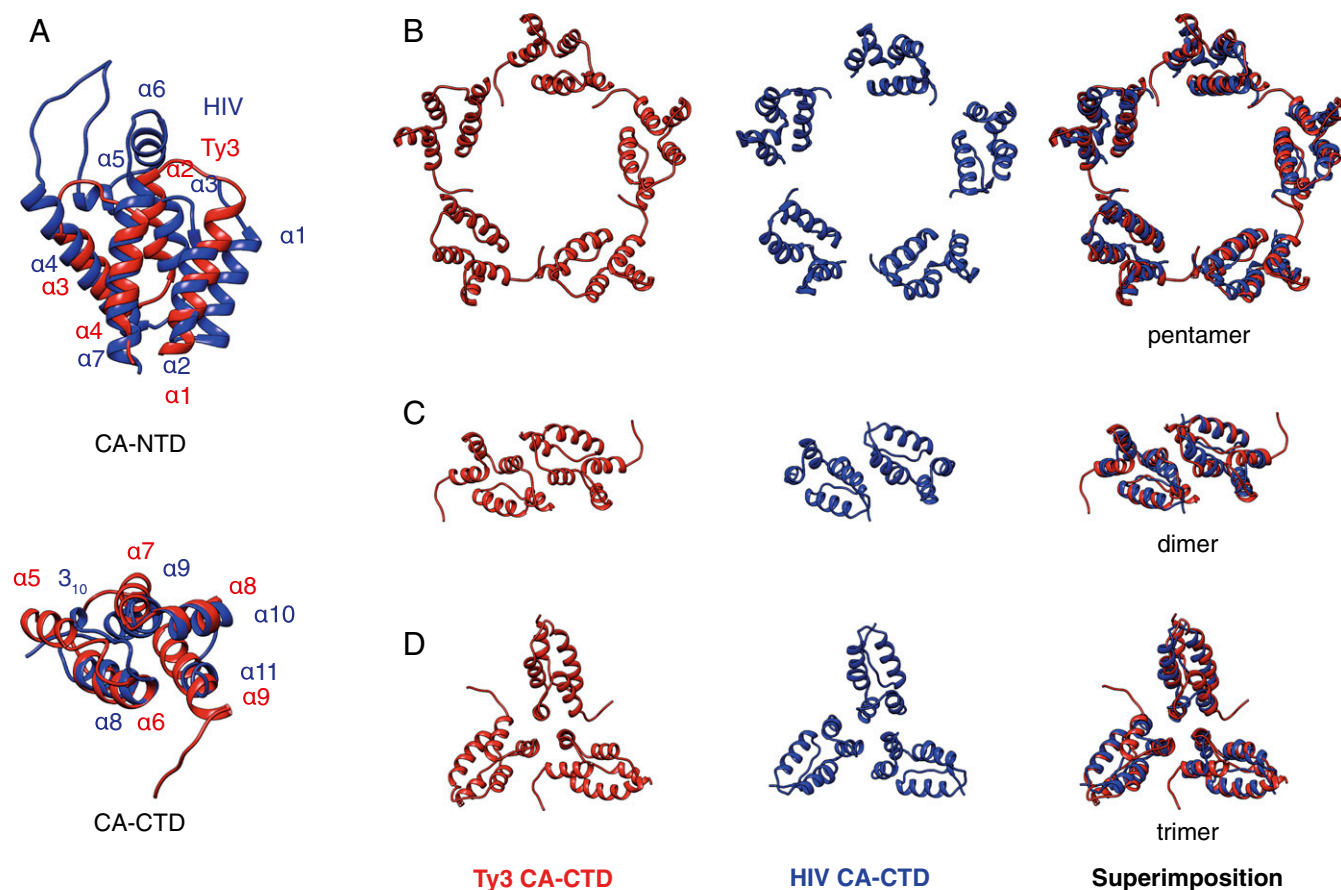 A
α6
HIV
α5
Ty3
α2
α3
α1
α4
α3
α4
α7
α2
α1
CA-NTD
α7
α5
3₁₀
α9
α8
α10
α11
α9
α8
α6
CA-CTD
B
pentamer
C
dimer
D
trimer
Ty3 CA-CTD
HIV CA-CTD
Superimposition